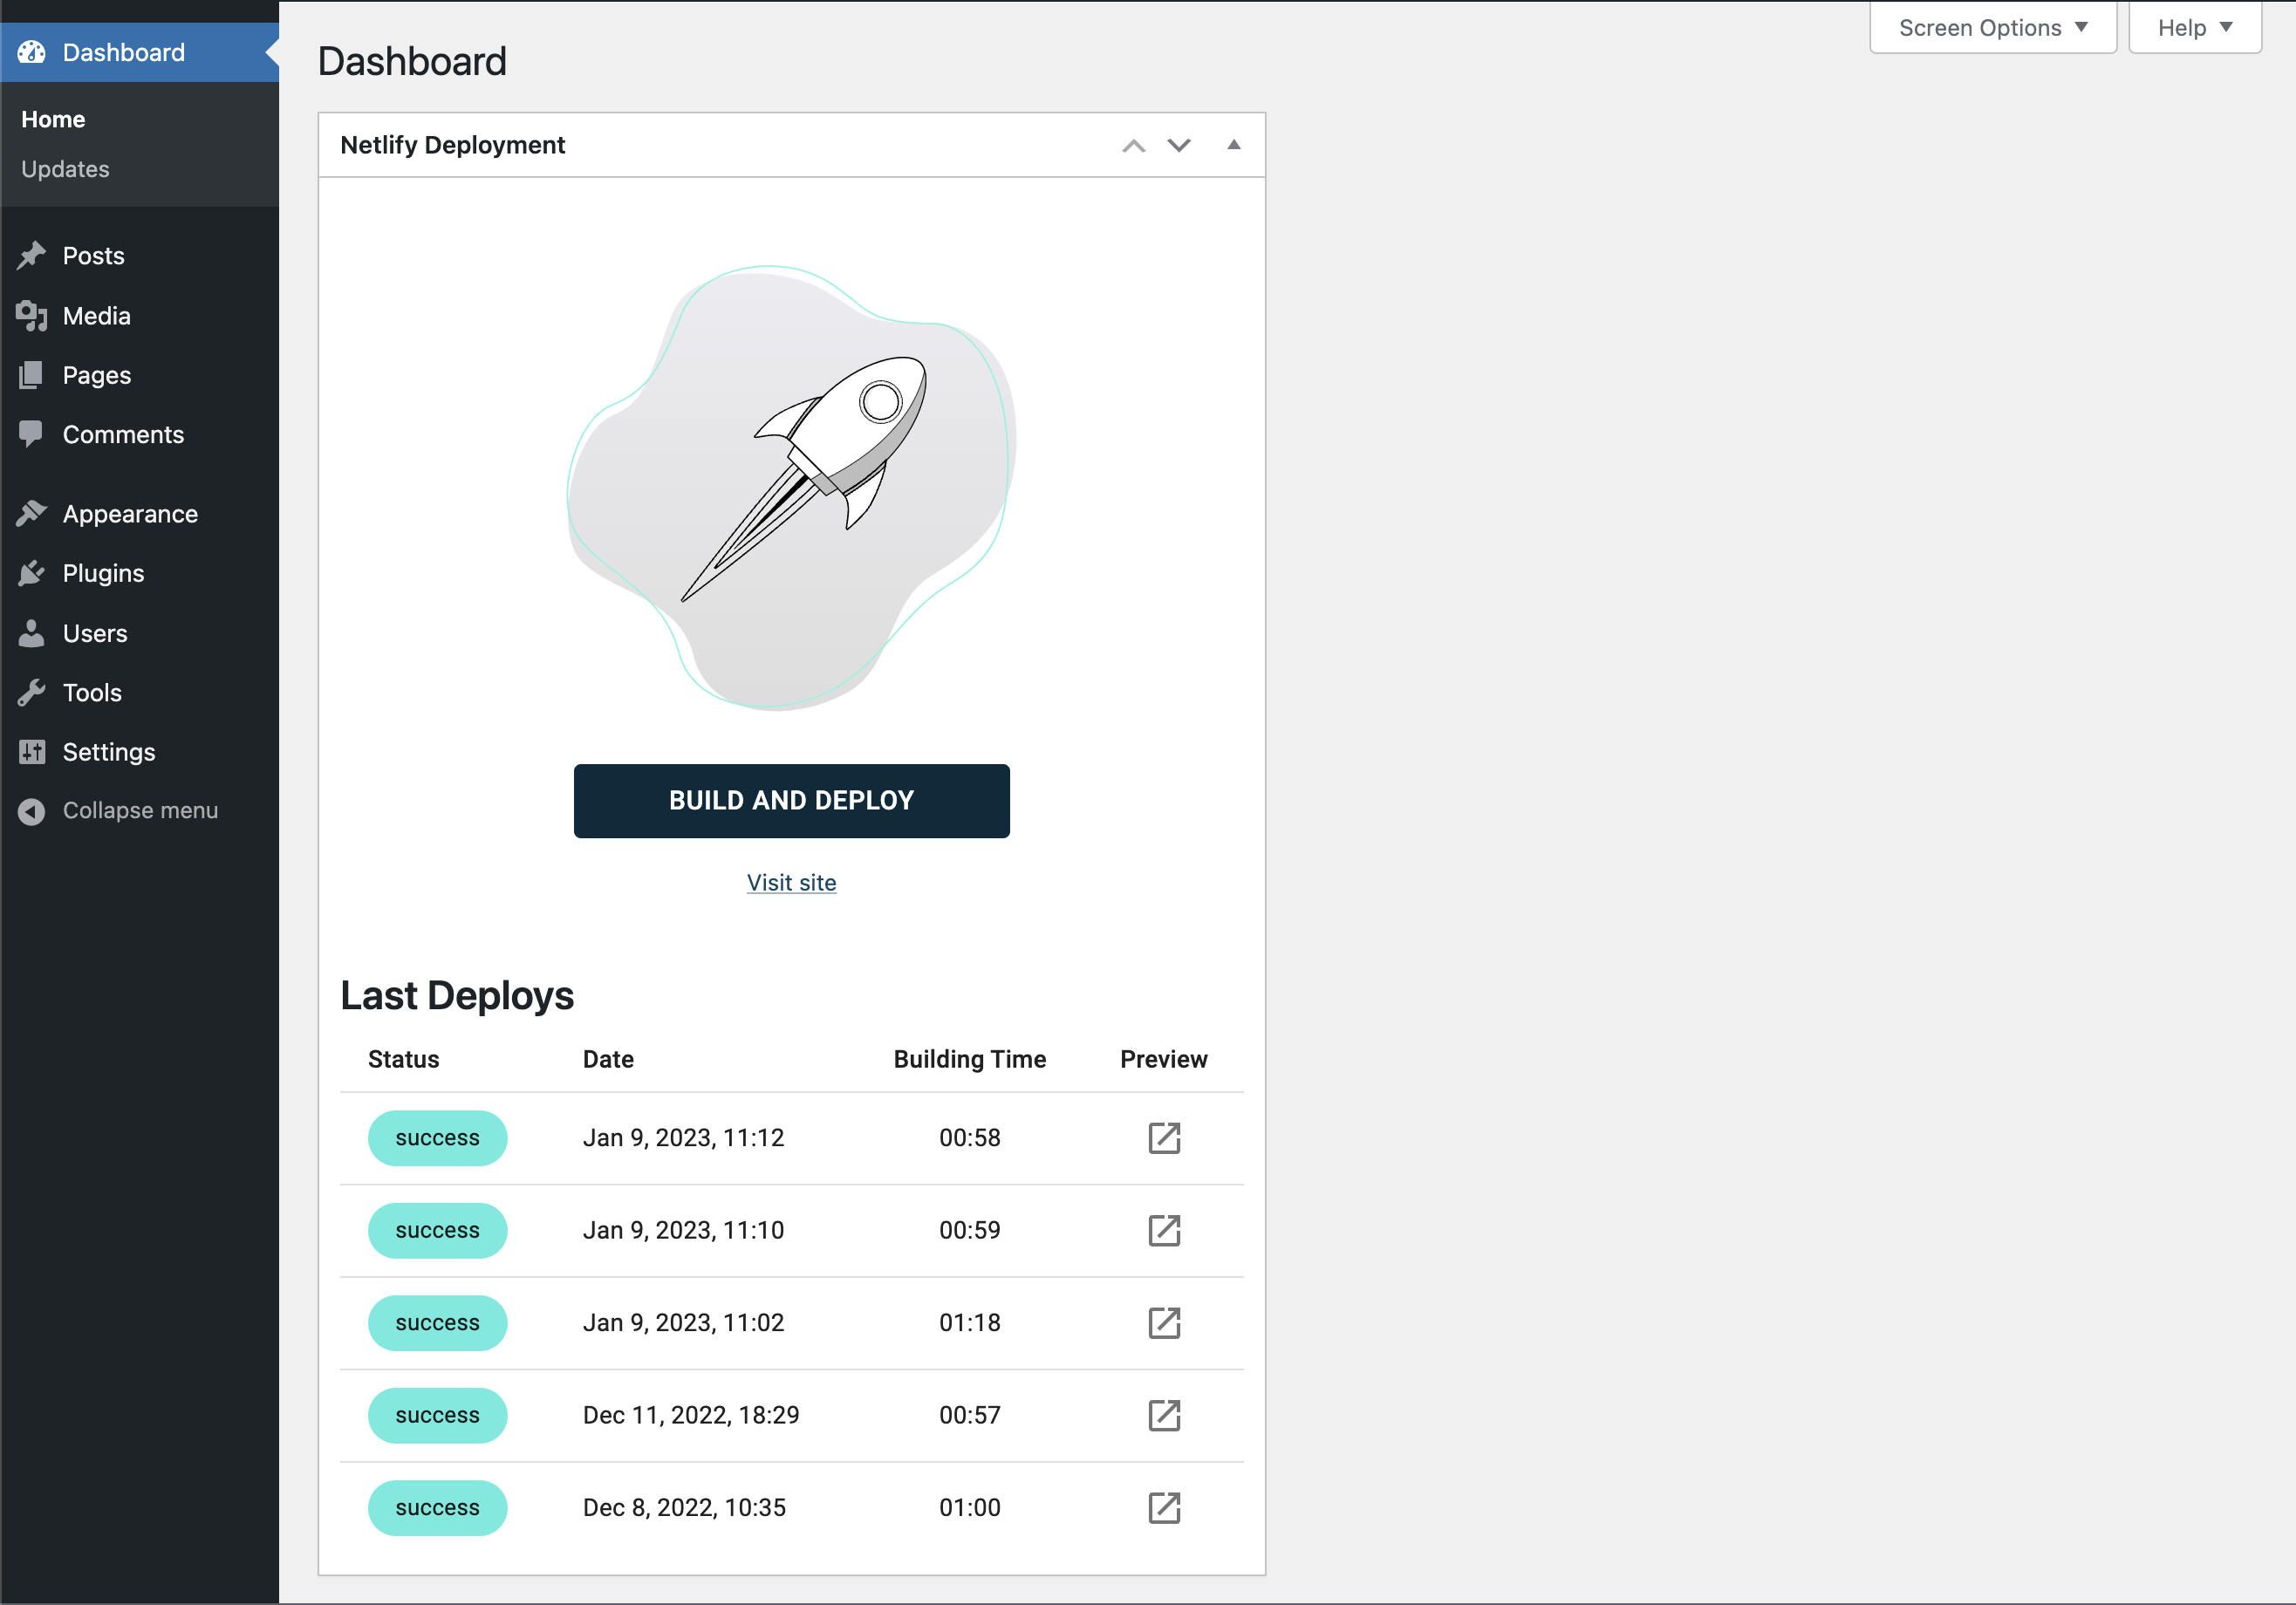 Dashboard
Home
Updates
Posts
Media
Pages
Comments
Appearance
Plugins
Users
Tools
Settings
Collapse menu
Screen Options
Help
Dashboard
Netlify Deployment
BUILD AND DEPLOY
Visit site
Last Deploys
Status Date Building Time Preview
success Jan 9, 2023, 11:12 00:58
success Jan 9, 2023, 11:10 00:59
success Jan 9, 2023, 11:02 01:18
success Dec 11, 2022, 18:29 00:57
success Dec 8, 2022, 10:35 01:00